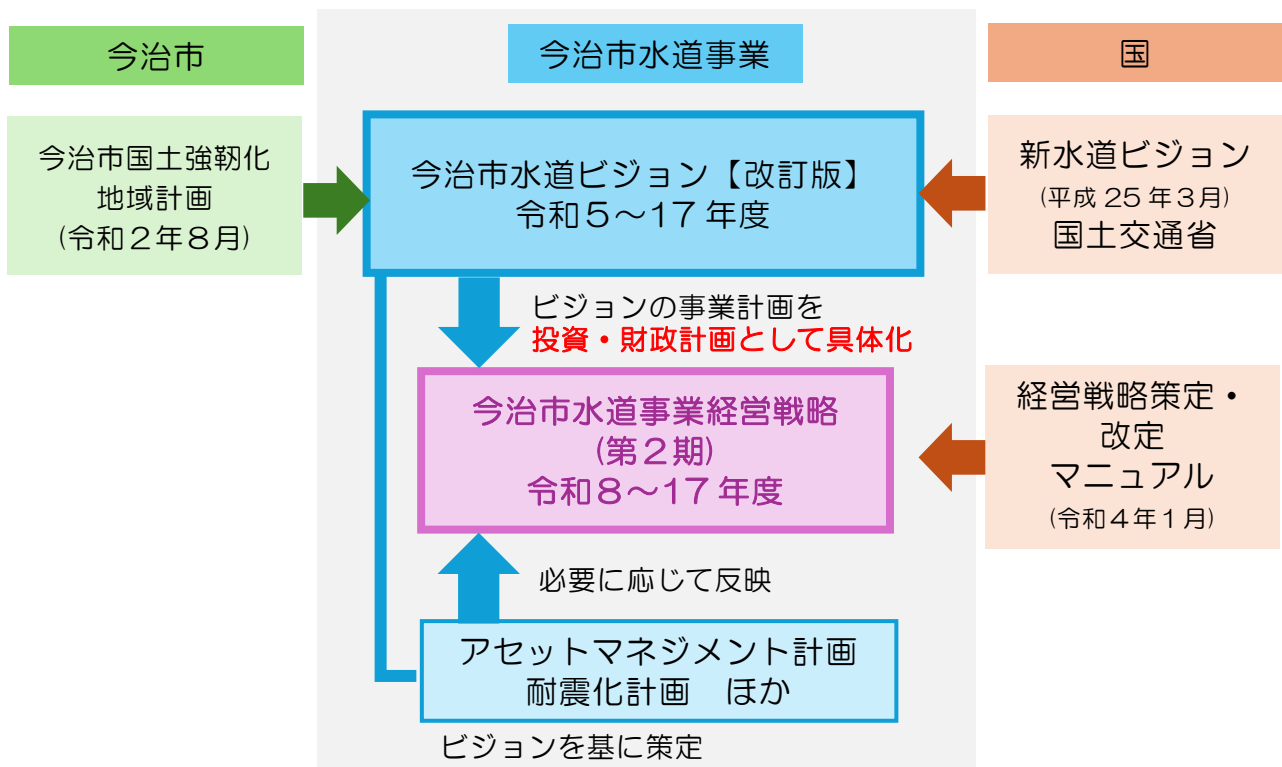 今治市
今治市水道事業
国
今治市国土強靭化
地域計画
(令和２年８月)
今治市水道ビジョン【改訂版】
令和５～17 年度
新水道ビジョン
(平成 25 年３月)
国土交通省
ビジョンの事業計画を
投資・財政計画として具体化
今治市水道事業経営戦略
(第２期)
令和８～17 年度
経営戦略策定・
改定
マニュアル
(令和４年１月)
必要に応じて反映
アセットマネジメント計画
耐震化計画　ほか
ビジョンを基に策定